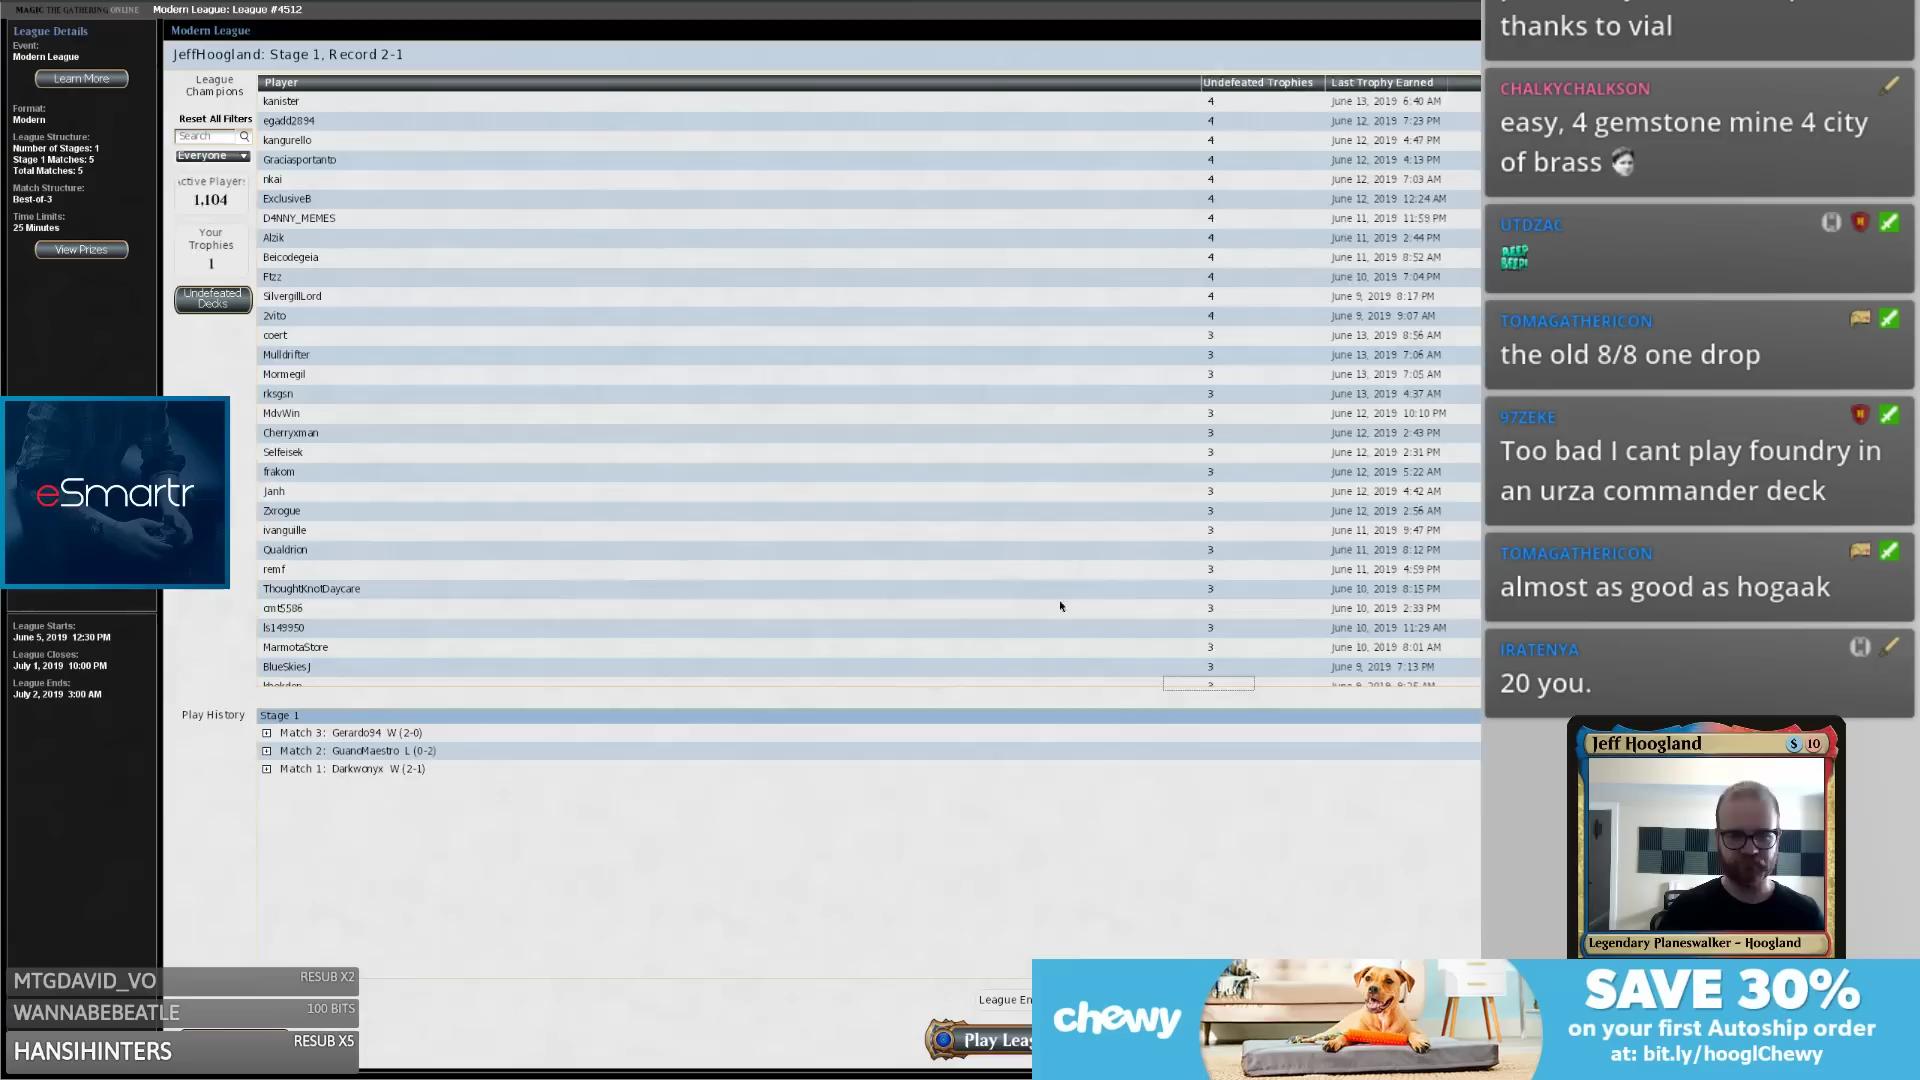 MAGIC THE GATHERING ONLINE
Modern League: League #4512
League Details
Event:
Modern League
Learn More
Format:
Modern
League Structure:
Number of Stages: 1
Stage 1 Matches: 5
Total Matches: 5
Match Structure:
Best-of-3
Time Limits:
25 Minutes
View Prizes
League Starts:
June 5, 2019 12:30 PM
League Closes:
July 1, 2019 10:00 PM
League Ends:
July 2, 2019 3:00 AM
eSmartr
Modern League
JeffHoogland: Stage 1, Record 2-1
League
Champions
Reset All Filters
Search
Everyone
ctive Player
1,104
Your
Trophies
1
Undefeated
Decks
Player Undefeated Trophies Last Trophy Earned
kanister 4 June 13, 2019 6:40 AM
egadd2894 4 June 12, 2019 7:23 PM
kangurello 4 June 12, 2019 4:47 PM
Graciasportanto 4 June 12, 2019 4:13 PM
nkai 4 June 12, 2019 7:03 AM
ExclusiveB 4 June 12, 2019 12:24 AM
D4NNY_MEMES 4 June 11, 2019 11:59 PM
Alzik 4 June 11, 2019 2:44 PM
Beicodegeia 4 June 11, 2019 8:52 AM
Ftzz 4 June 10, 2019 7:04 PM
SilvergillLord 4 June 9, 2019 8:17 PM
2vito 4 June 9, 2019 9:07 AM
coert 3 June 13, 2019 8:56 AM
Mulldrifter 3 June 13, 2019 7:06 AM
Mormegil 3 June 13, 2019 7:05 AM
rksgsn 3 June 13, 2019 4:37 AM
MdvWin 3 June 12, 2019 10:10 PM
Cherryxman 3 June 12, 2019 2:43 PM
Selfeisek 3 June 12, 2019 2:31 PM
frakom 3 June 12, 2019 5:22 AM
Janh 3 June 12, 2019 4:42 AM
Zxrogue 3 June 12, 2019 2:56 AM
ivanguille 3 June 11, 2019 9:47 PM
Qualdrion 3 June 11, 2019 8:12 PM
remf 3 June 11, 2019 4:59 PM
ThoughtKnotDaycare 3 June 10, 2019 8:15 PM
cmt5586 3 June 10, 2019 2:33 PM
ls149950 3 June 10, 2019 11:29 AM
MarmotaStore 3 June 10, 2019 8:01 AM
BlueSkiesJ 3 June 9, 2019 7:13 PM
Play History
Stage 1
Match 3: Gerardo94 W (2-0)
Match 2: GuanoMaestro L (0-2)
Match 1: Darkwonyx W (2-1)
League En
Play Lea
MTGDAVID_VO RESUB X2
WANNABEBEATLE 100 BITS
HANSIHINTERS RESUB X5
thanks to vial
CHALKYCHALKSON
easy, 4 gemstone mine 4 city
of brass
UTDZAC
BEEP
BEEP!
TOMAGATHERICON
the old 8/8 one drop
97ZEKE
Too bad I cant play foundry in
an urza commander deck
TOMAGATHERICON
almost as good as hogaak
IRATENYA
20 you.
Jeff Hoogland $ 10
Legendary Planeswalker - Hoogland
chewy
SAVE 30%
on your first Autoship order
at: bit.ly/hooglChewy